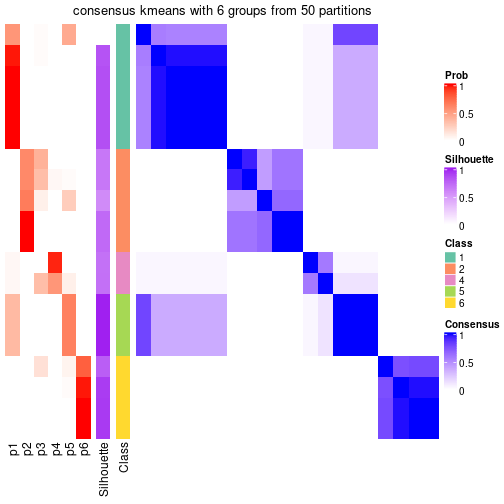 consensus kmeans with 6 groups from 50 partitions
Prob
1
0.5
0
Silhouette
1
0.5
0
Class
1
2
4
5
6
Consensus
1
0.5
0
p1
p2
p3
p4
p5
p6
Silhouette
Class